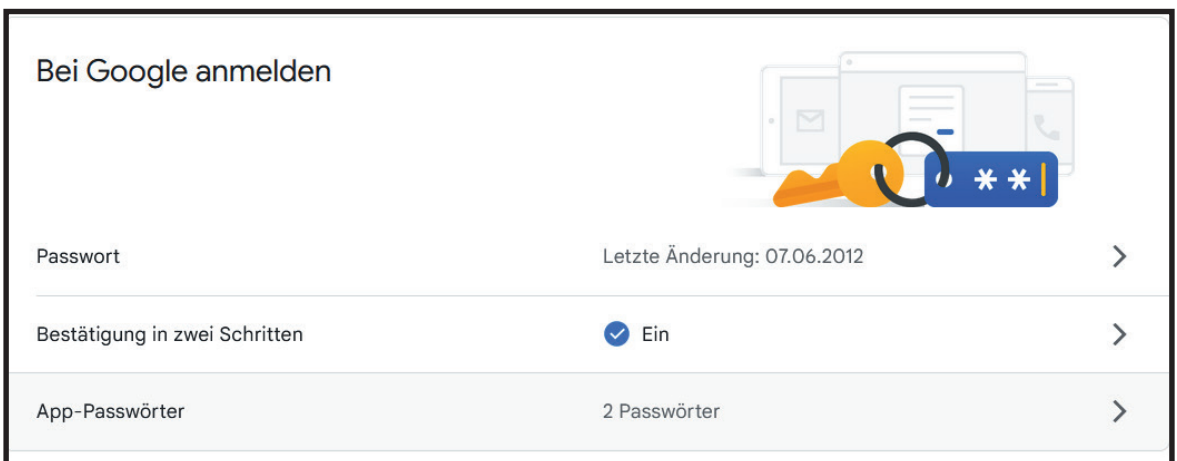 Bei Google anmelden
**
Passwort Letzte Änderung: 07.06.2012
Bestätigung in zwei Schritten Ein
App-Passwörter 2 Passwörter